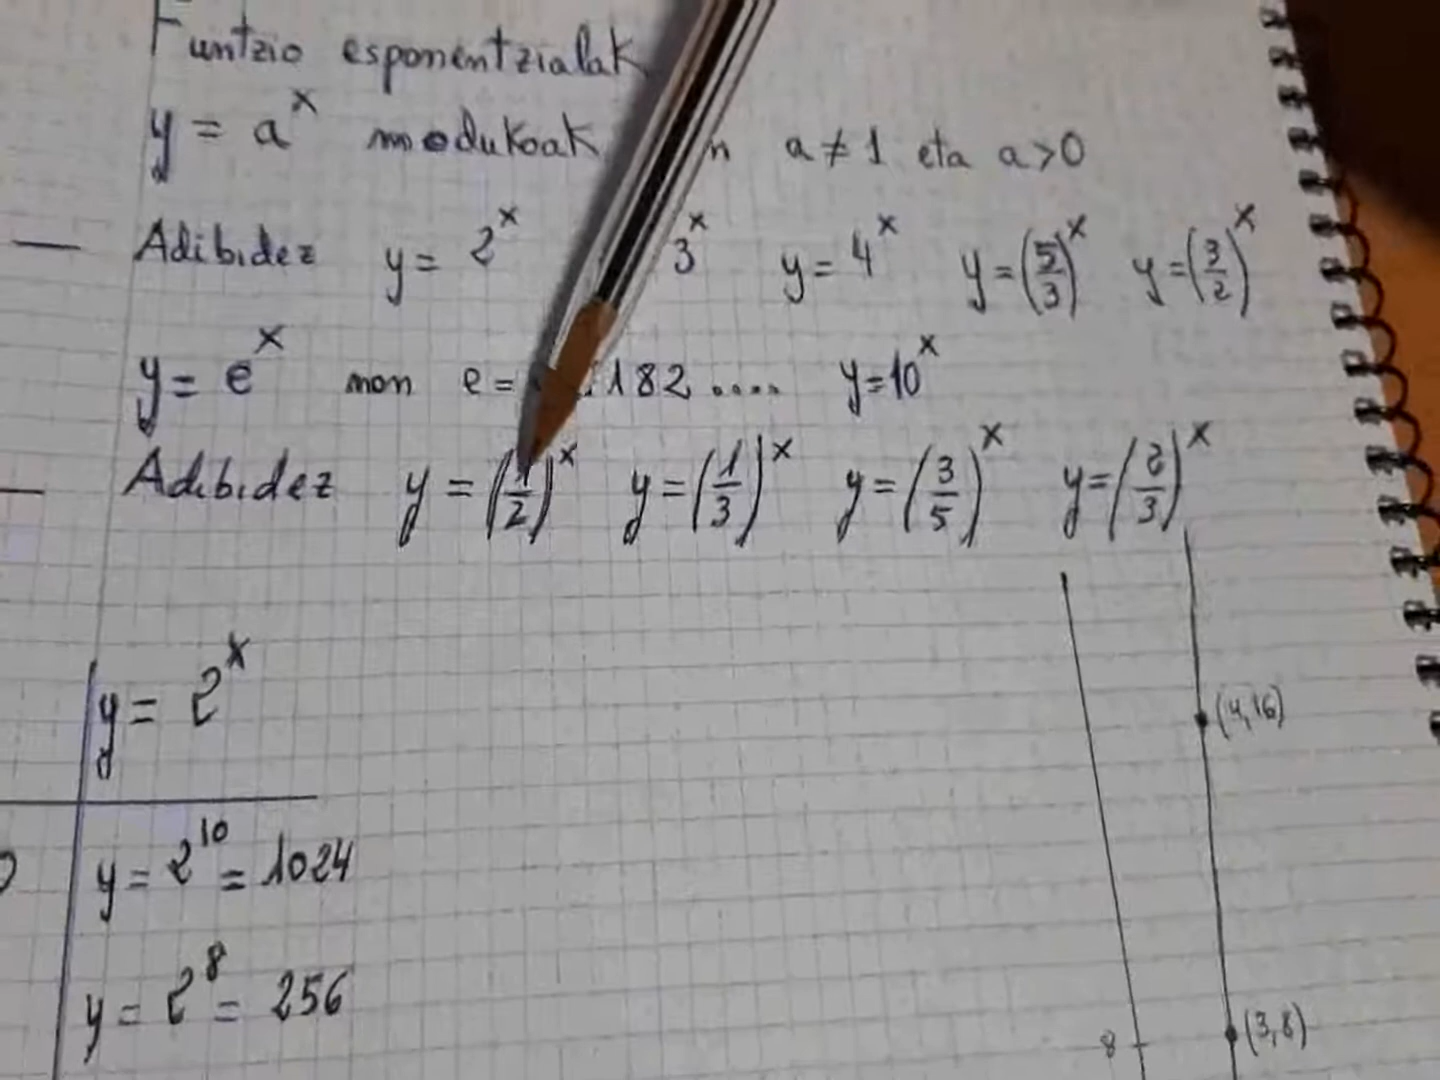 Funtzio esponentzialak
y = a^x modukoak n a ≠ 1 eta a > 0
Adibidez y = 2^x 3^x y = 4^x y = (5/3)^x y = (3/2)^x
y = e^x non e = 182.... y = 10^x
Adibidez y = (1/2)^x y = (1/3)^x y = (3/5)^x y = (2/3)^x
y = 2^x
(4,16)
y = 2^10 = 1024
y = 2^8 = 256
8 (3,8)